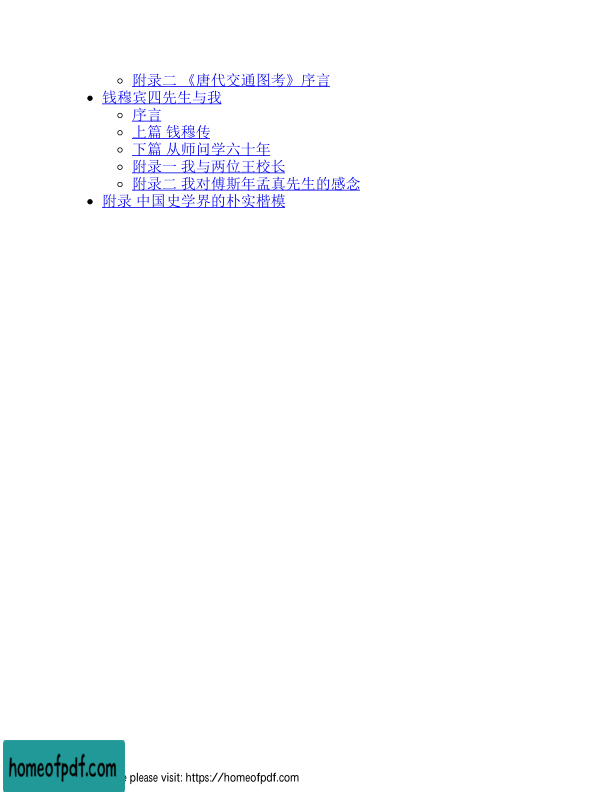 附录二 《唐代交通图考》序言
钱穆宾四先生与我
序言
上篇 钱穆传
下篇 从师问学六十年
附录一 我与两位王校长
附录二 我对傅斯年孟真先生的感念
附录 中国史学界的朴实楷模
homeofpdf.com
e please visit: https://homeofpdf.com